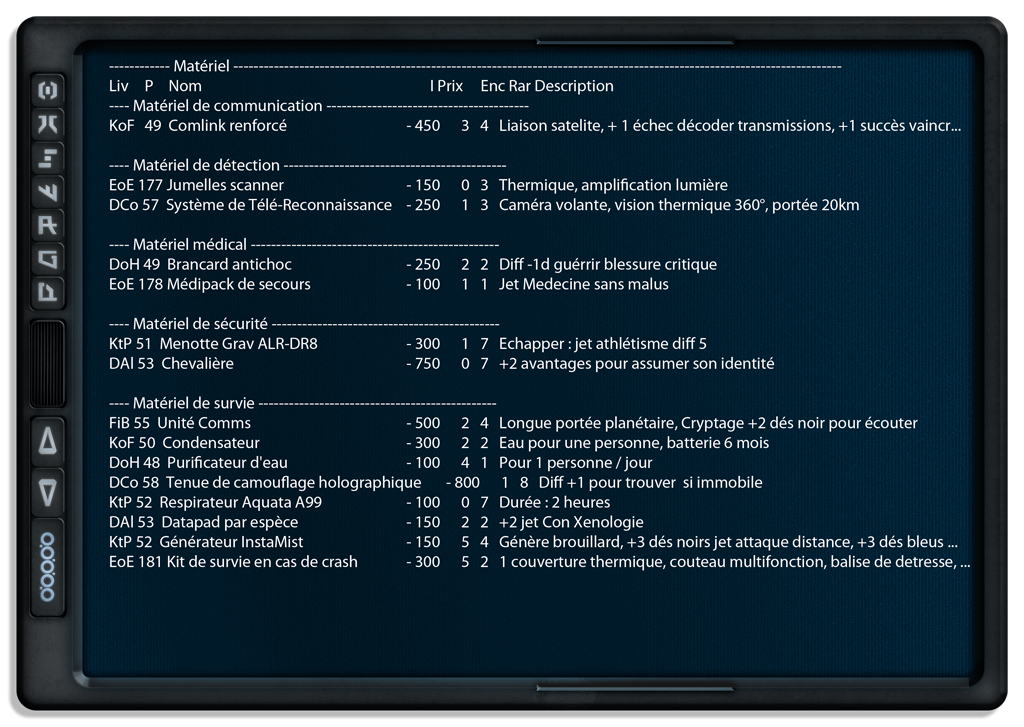 ------------ Matériel -------------------------------------------------------------------------------------------------------------------------
Liv P Nom I Prix Enc Rar Description
---- Matériel de communication ----------------------------------------
KoF 49 Comlink renforcé - 450 3 4 Liaison satelite, + 1 échec décoder transmissions, +1 succès vaincr...
---- Matériel de détection --------------------------------------------
EoE 177 Jumelles scanner - 150 0 3 Thermique, amplification lumière
DCo 57 Système de Télé-Reconnaissance - 250 1 3 Caméra volante, vision thermique 360°, portée 20km
---- Matériel médical -------------------------------------------------
DoH 49 Brancard antichoc - 250 2 2 Diff -1d guérrir blessure critique
EoE 178 Médipack de secours - 100 1 1 Jet Medecine sans malus
---- Matériel de sécurité ---------------------------------------------
KtP 51 Menotte Grav ALR-DR8 - 300 1 7 Echapper : jet athlétisme diff 5
DAl 53 Chevalière - 750 0 7 +2 avantages pour assumer son identité
---- Matériel de survie -----------------------------------------------
FiB 55 Unité Comms - 500 2 4 Longue portée planétaire, Cryptage +2 dés noir pour écouter
KoF 50 Condensateur - 300 2 2 Eau pour une personne, batterie 6 mois
DoH 48 Purificateur d'eau - 100 4 1 Pour 1 personne / jour
DCo 58 Tenue de camouflage holographique - 800 1 8 Diff +1 pour trouver si immobile
KtP 52 Respirateur Aquata A99 - 100 0 7 Durée : 2 heures
DAl 53 Datapad par espèce - 150 2 2 +2 jet Con Xenologie
KtP 52 Générateur InstaMist - 150 5 4 Génère brouillard, +3 dés noirs jet attaque distance, +3 dés bleus ...
EoE 181 Kit de survie en cas de crash - 300 5 2 1 couverture thermique, couteau multifonction, balise de detresse, ...